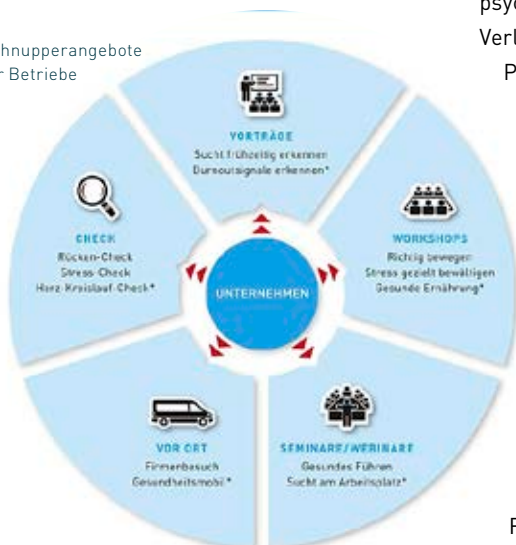 hnupperangebote
r Betriebe
psyc
Verl
P
VORTRÄGE
Sucht frühzeitig erkennen
Burnoutsignale erkennen*
CHECK
Rücken-Check
Stress-Check
Herz-Kreislauf-Check*
WORKSHOPS
Richtig bewegen
Stress gezielt bewältigen
Gesunde Ernährung*
UNTERNEHMEN
VOR ORT
Firmenbesuch
Gesundheitsmobil*
SEMINARE/WEBINARE
Gesundes Führen
Sucht am Arbeitsplatz*